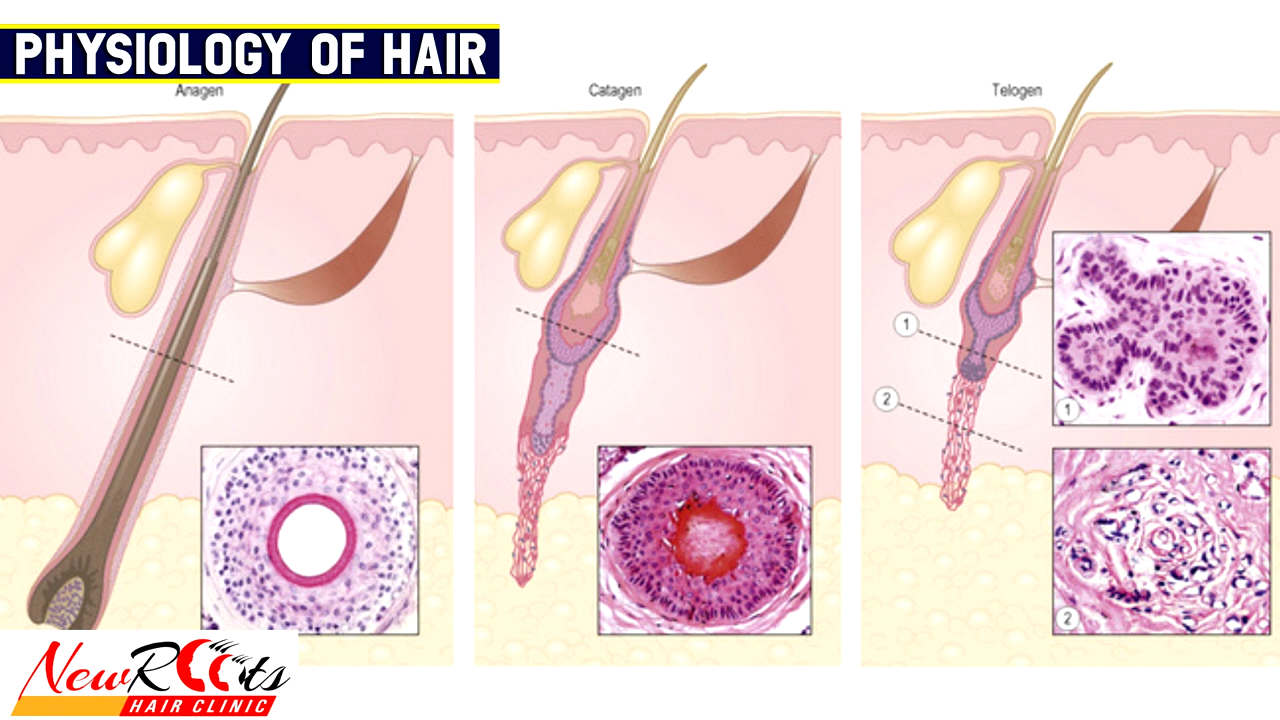 PHYSIOLOGY OF HAIR
Anagen
Catagen
Telogen
1
2
1
2
NewRoots
HAIR CLINIC